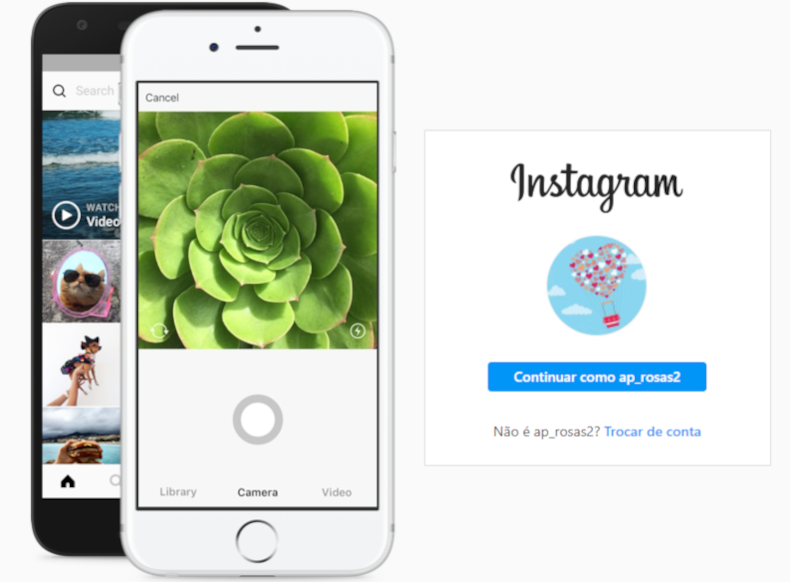 Search
WATCH
Video
Cancel
Library
Camera
Video
Instagram
Continuar como ap_rosas2
Não é ap_rosas2? Trocar de conta